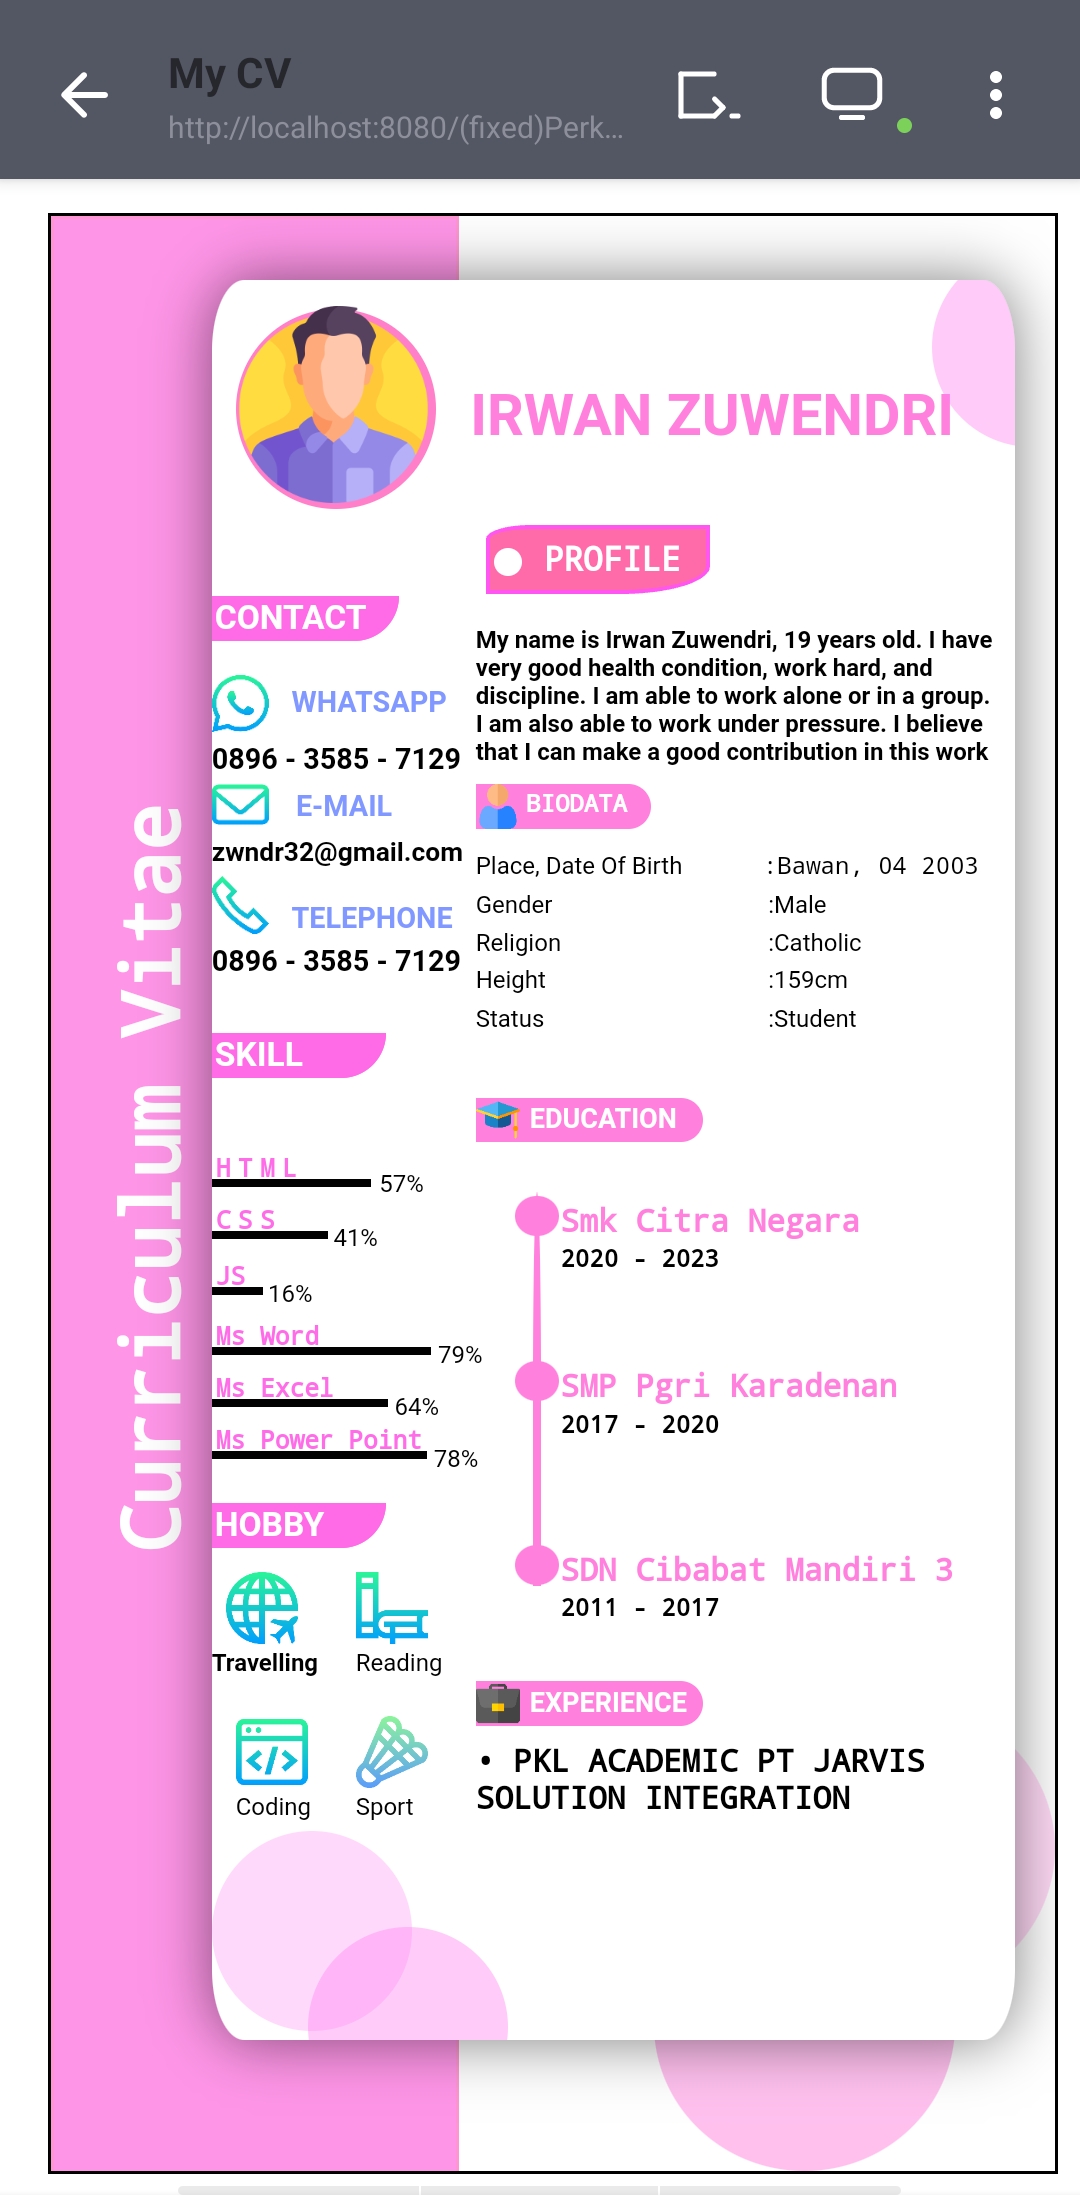 My CV
http://localhost:8080/(fixed)Perk...
Curriculum Vitae
IRWAN ZUWENDRI
CONTACT
WHATSAPP
0896 - 3585 - 7129
E-MAIL
zwndr32@gmail.com
TELEPHONE
0896 - 3585 - 7129
SKILL
HTML
57%
CSS
41%
JS
16%
Ms Word
79%
Ms Excel
64%
Ms Power Point
78%
HOBBY
Travelling
Reading
Coding
Sport
PROFILE
My name is Irwan Zuwendri, 19 years old. I have
very good health condition, work hard, and
discipline. I am able to work alone or in a group.
I am also able to work under pressure. I believe
that I can make a good contribution in this work
BIODATA
Place, Date Of Birth :Bawan, 04 2003
Gender :Male
Religion :Catholic
Height :159cm
Status :Student
EDUCATION
Smk Citra Negara
2020 - 2023
SMP Pgri Karadenan
2017 - 2020
SDN Cibabat Mandiri 3
2011 - 2017
EXPERIENCE
• PKL ACADEMIC PT JARVIS
SOLUTION INTEGRATION